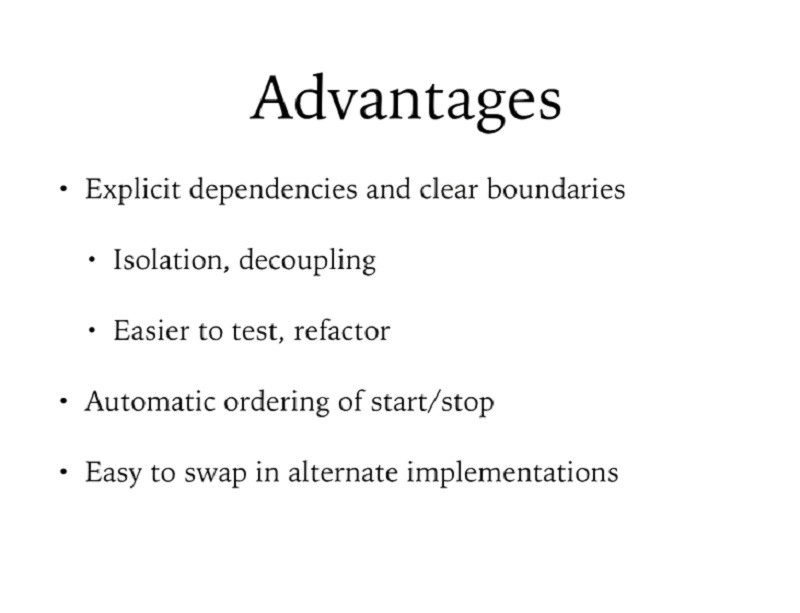 Advantages
• Explicit dependencies and clear boundaries
• Isolation, decoupling
• Easier to test, refactor
• Automatic ordering of start/stop
• Easy to swap in alternate implementations